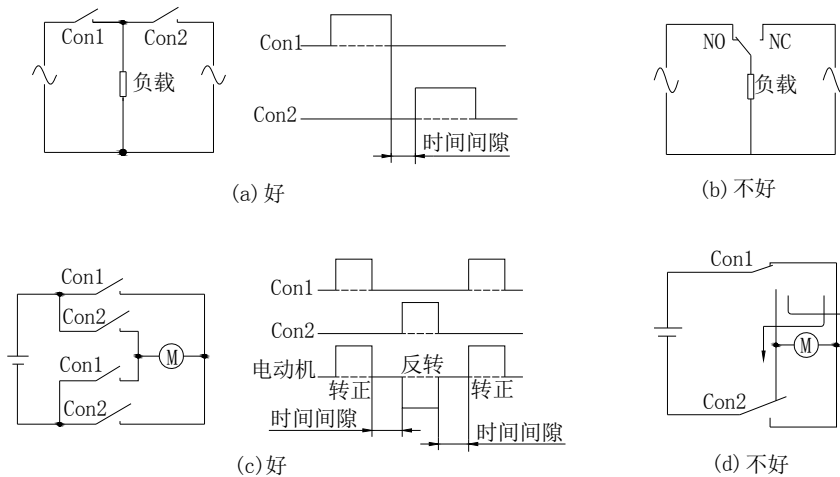 Con1
Con2
负载
Con1
Con2
时间间隙
(a)好
NO
NC
负载
(b)不好
Con1
Con2
Con1
Con2
M
Con1
Con2
电动机
转正
反转
转正
时间间隙
时间间隙
(c)好
Con1
M
Con2
(d)不好